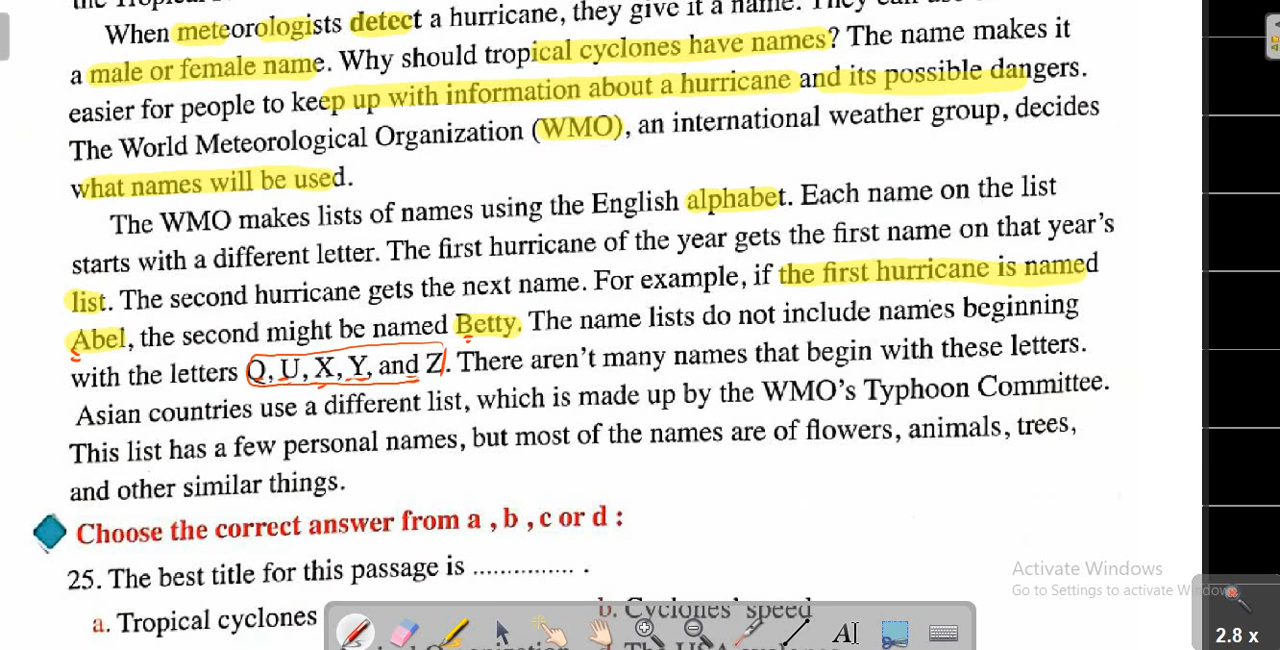 When meteorologists detect a hurricane, they give it a name. They can use
a male or female name. Why should tropical cyclones have names? The name makes it
easier for people to keep up with information about a hurricane and its possible dangers.
The World Meteorological Organization (WMO), an international weather group, decides
what names will be used.
The WMO makes lists of names using the English alphabet. Each name on the list
starts with a different letter. The first hurricane of the year gets the first name on that year's
list. The second hurricane gets the next name. For example, if the first hurricane is named
Abel, the second might be named Betty. The name lists do not include names beginning
with the letters Q, U, X, Y, and Z. There aren't many names that begin with these letters.
Asian countries use a different list, which is made up by the WMO's Typhoon Committee.
This list has a few personal names, but most of the names are of flowers, animals, trees,
and other similar things.
Choose the correct answer from a , b , c or d :
25. The best title for this passage is ............... .
a. Tropical cyclones b. Cyclones' speed
Activate Windows
Go to Settings to activate Windows
AI
2.8 x